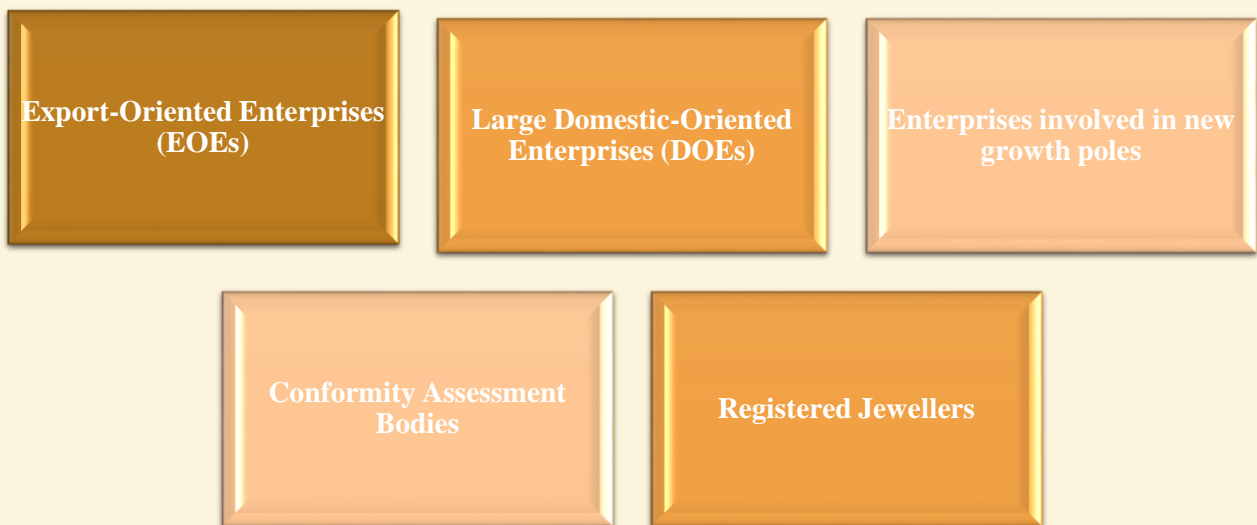 Export-Oriented Enterprises
(EOEs)
Large Domestic-Oriented
Enterprises (DOEs)
Enterprises involved in new
growth poles
Conformity Assessment
Bodies
Registered Jewellers